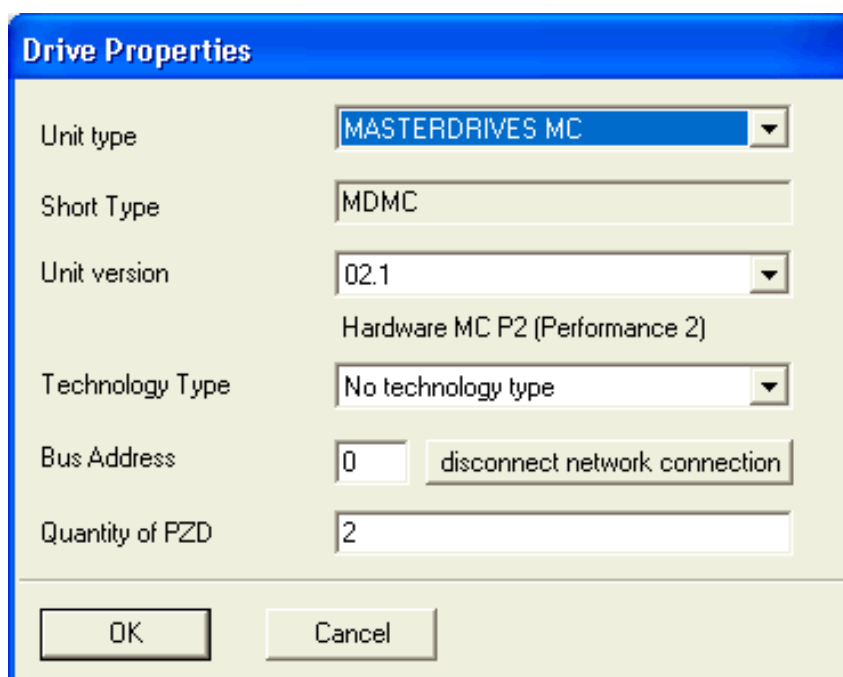 Drive Properties
Unit type MASTERDRIVES MC
Short Type MDMC
Unit version 02.1
Hardware MC P2 (Performance 2)
Technology Type No technology type
Bus Address 0 disconnect network connection
Quantity of PZD 2
OK Cancel